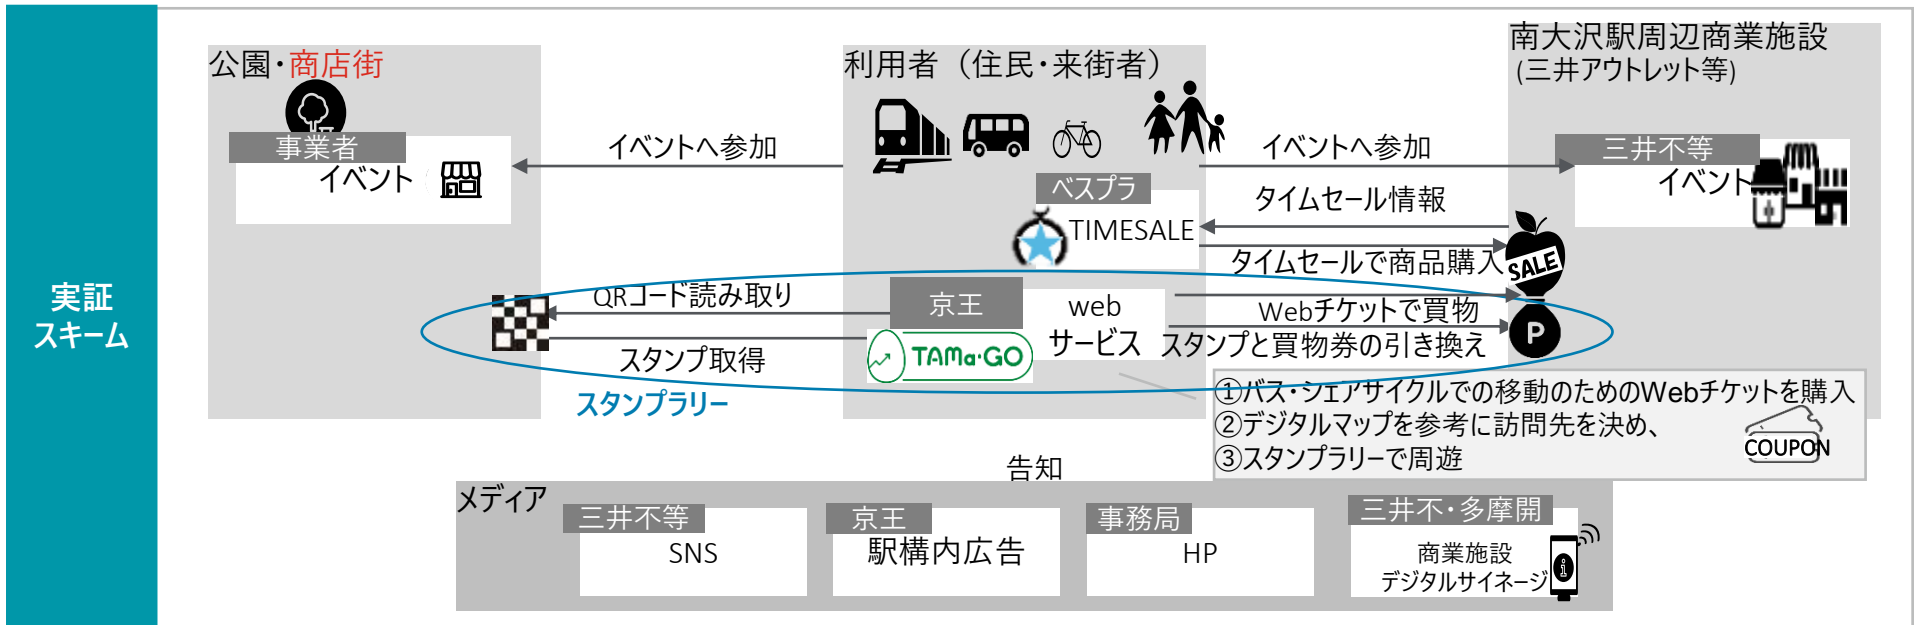 実証
スキーム
公園・商店街
事業者
イベント
イベントへ参加
利用者（住民・来街者）
ベスプラ
TIMESALE
イベントへ参加
タイムセール情報
タイムセールで商品購入
南大沢駅周辺商業施設
(三井アウトレット等)
三井不等
イベント
SALE
QRコード読み取り
スタンプ取得
スタンプラリー
京王
TAMa・GO
web
サービス
Webチケットで買物
スタンプと買物券の引き換え
P
①バス・シェアサイクルでの移動のためのWebチケットを購入
②デジタルマップを参考に訪問先を決め、
③スタンプラリーで周遊
COUPON
告知
メディア
三井不等
SNS
京王
駅構内広告
事務局
HP
三井不・多摩開
商業施設
デジタルサイネージ
i